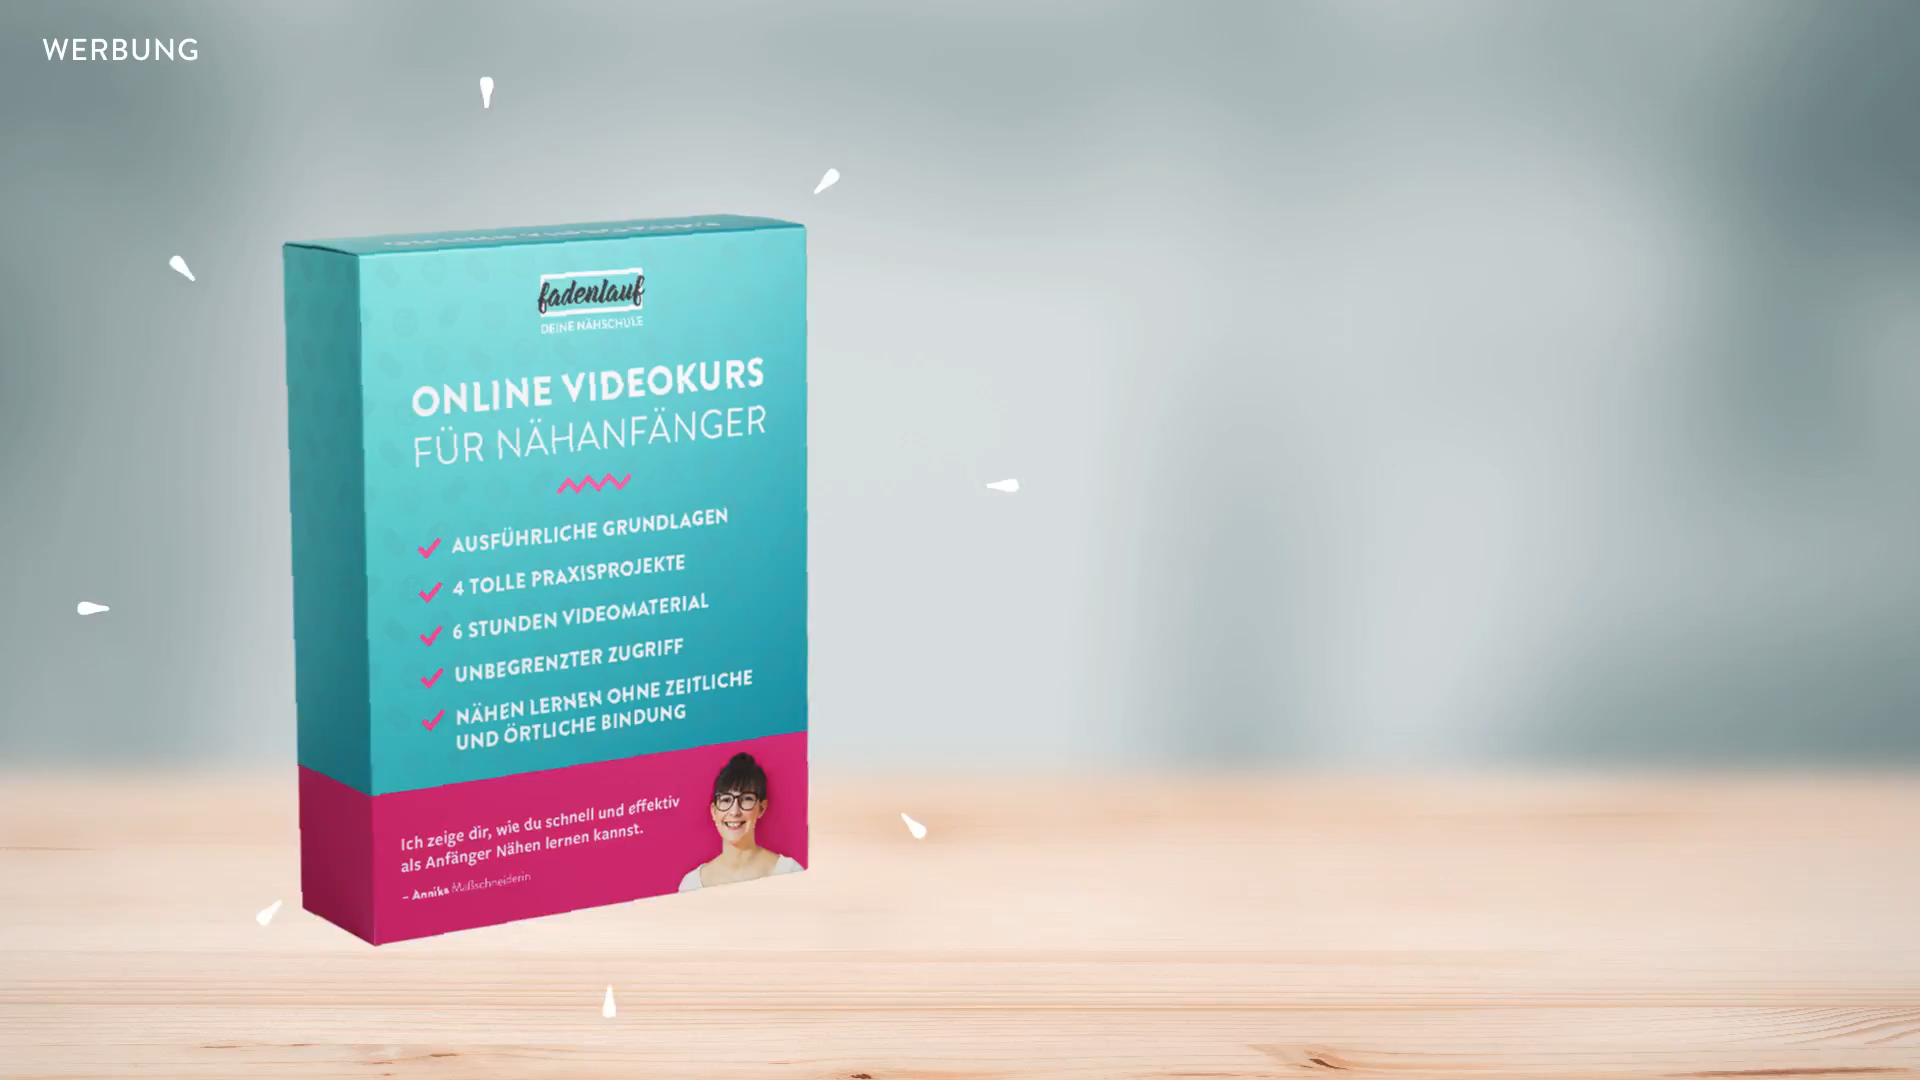 WERBUNG
fadenlauf
DEINE NÄHSCHULE
ONLINE VIDEOKURS
FÜR NÄHANFÄNGER
AUSFÜHRLICHE GRUNDLAGEN
4 TOLLE PRAXISPROJEKTE
6 STUNDEN VIDEOMATERIAL
UNBEGRENZTER ZUGRIFF
NÄHEN LERNEN OHNE ZEITLICHE
UND ÖRTLICHE BINDUNG
Ich zeige dir, wie du schnell und effektiv
als Anfänger Nähen lernen kannst.
– Annika Maßschneiderin